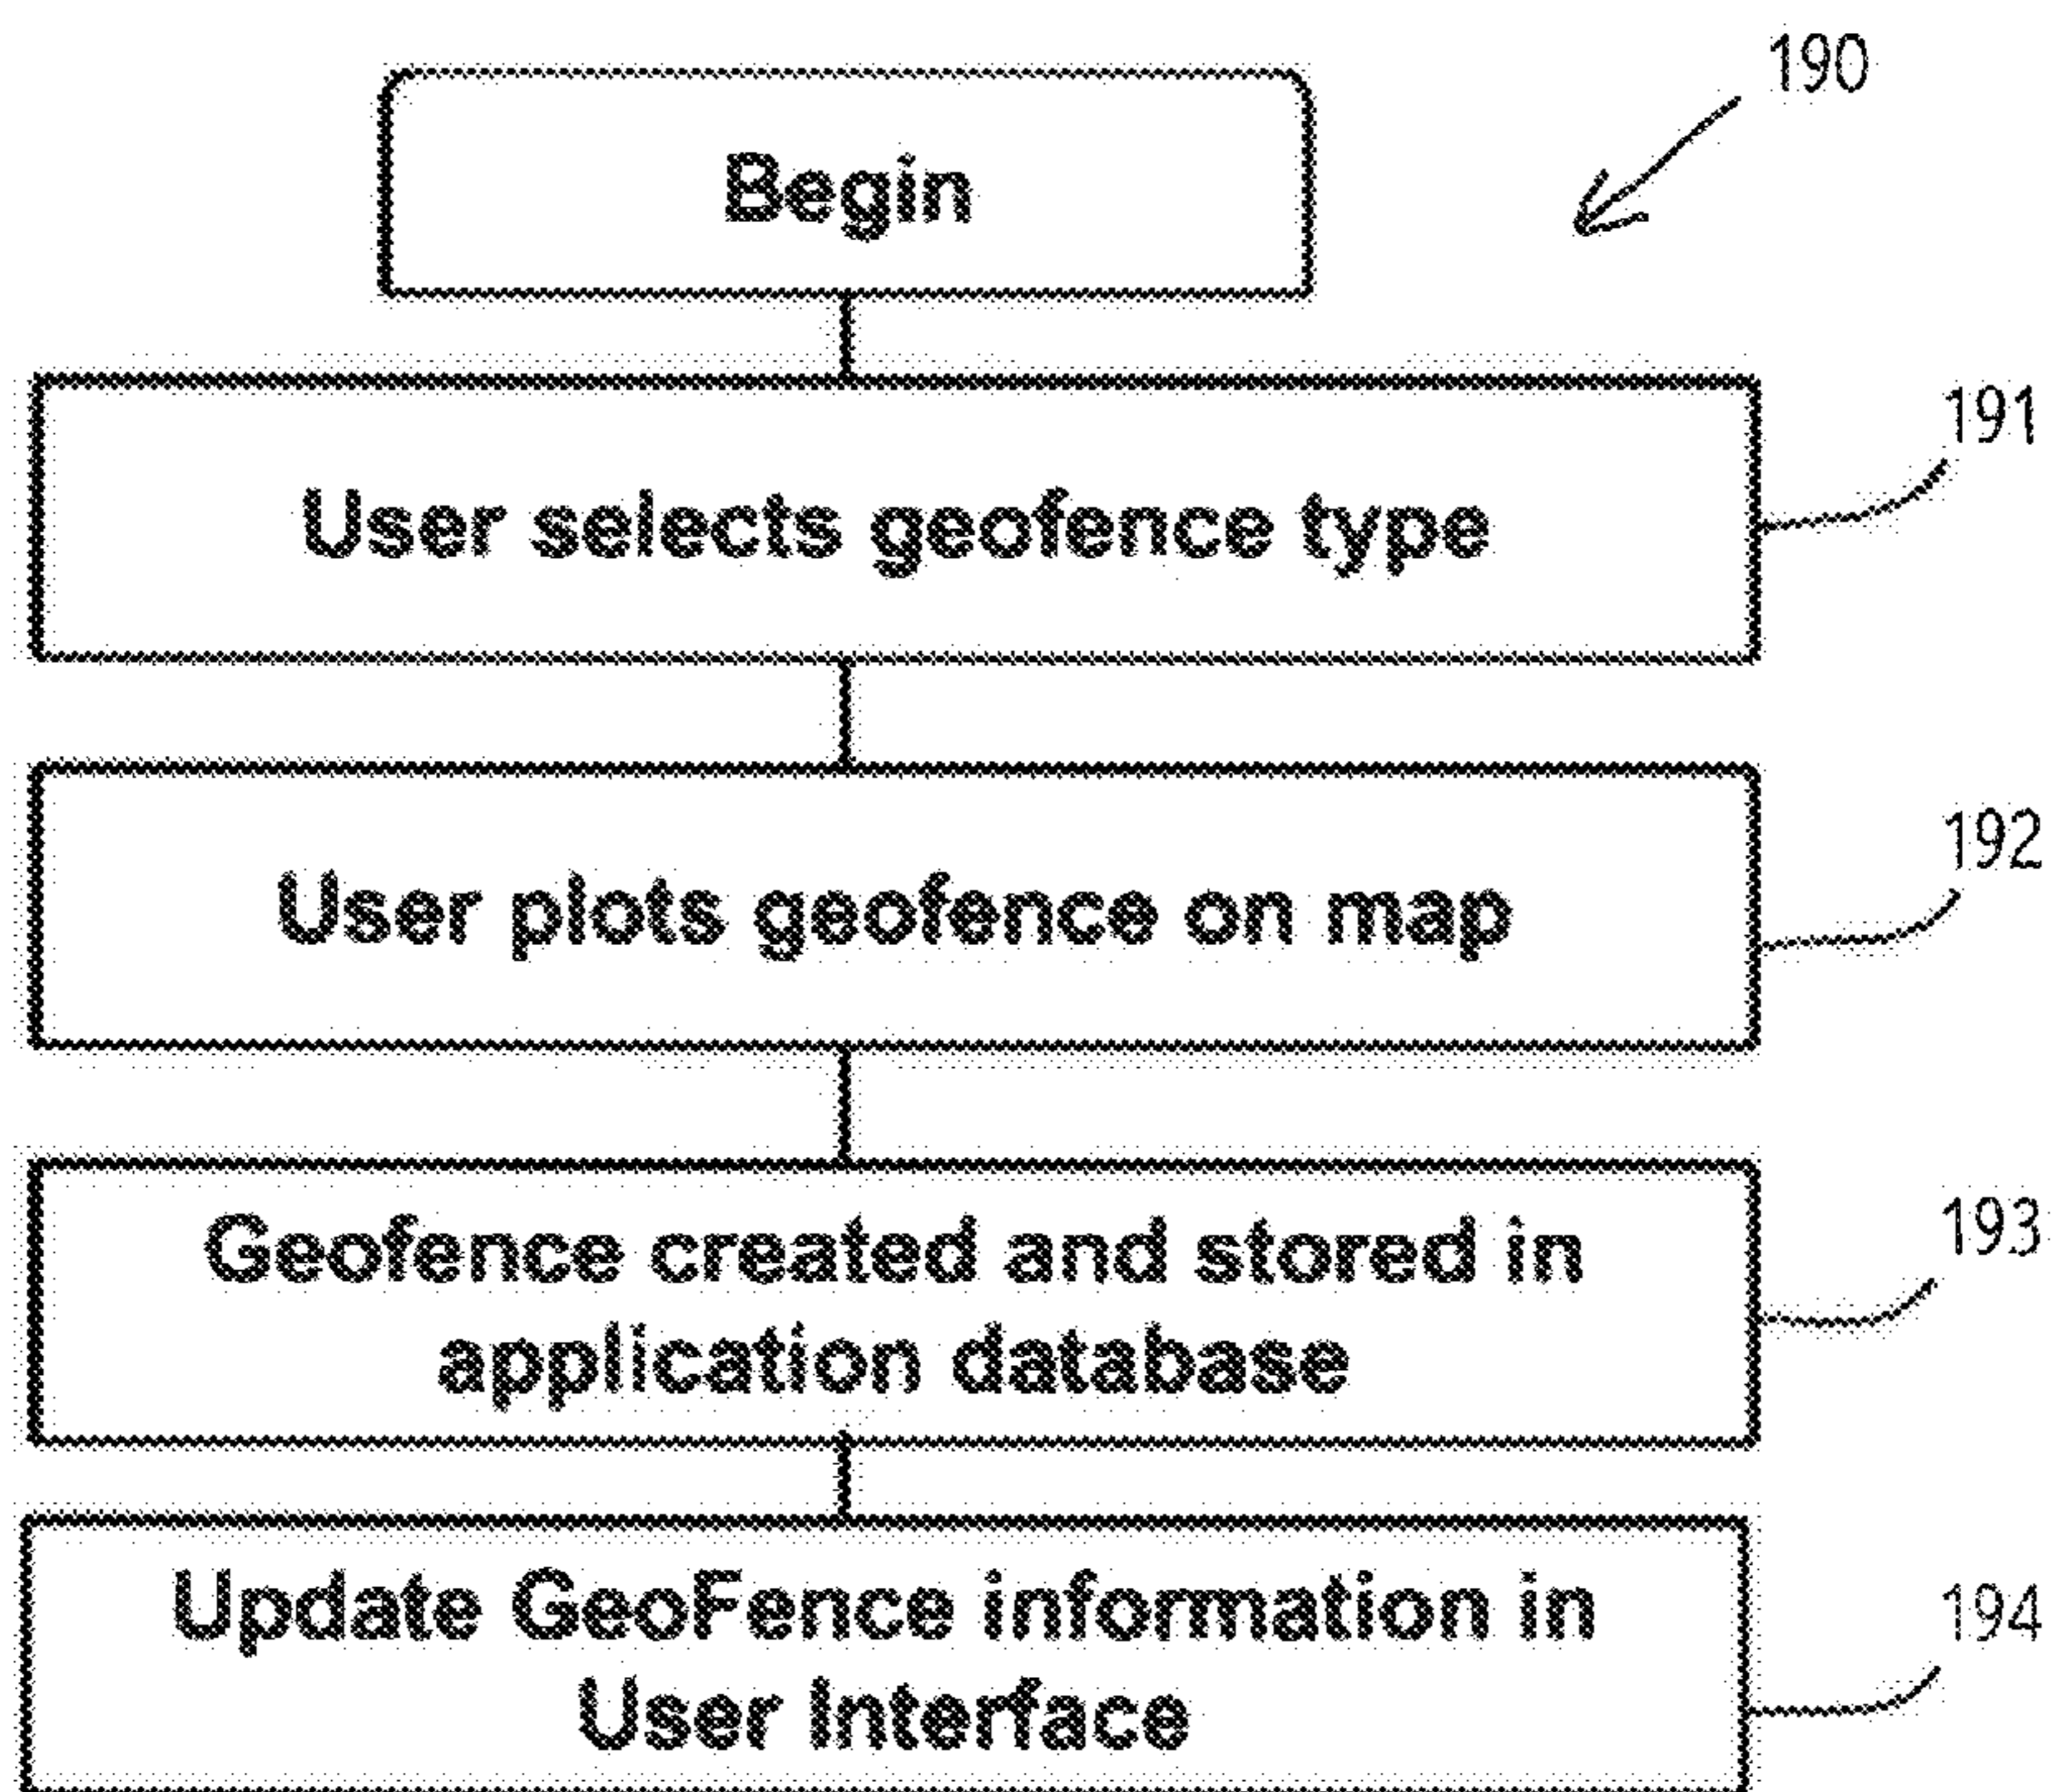 190
Begin
191
User selects geofence type
192
User plots geofence on map
193
Geofence created and stored in
application database
194
Update GeoFence information in
User Interface